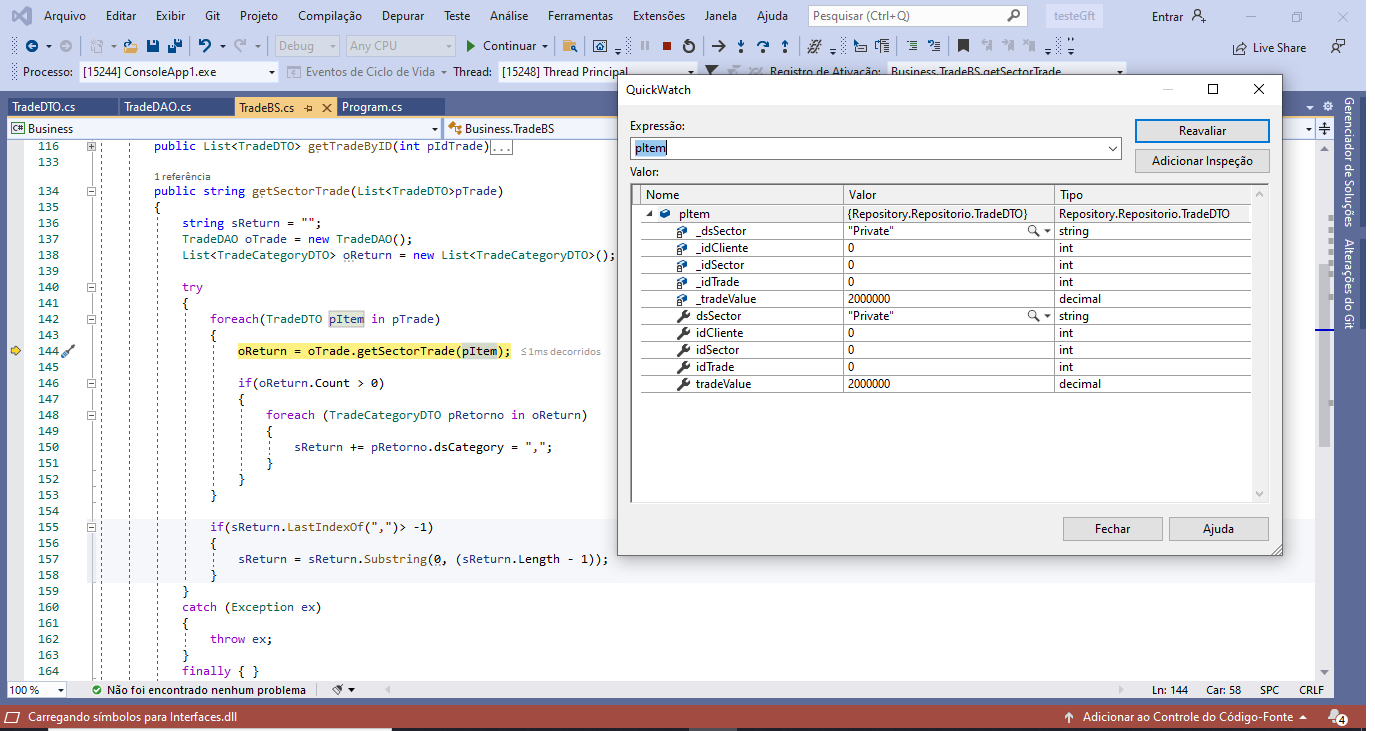 Arquivo Editar Exibir Git Projeto Compilação Depurar Teste Análise Ferramentas Extensões Janela Ajuda Pesquisar (Ctrl+Q) testeGft Entrar
Debug Any CPU Continuar Live Share
Processo: [15244] ConsoleApp1.exe Eventos de Ciclo de Vida Thread: [15248] Thread Principal Registro de Ativação: Business.TradeBS.getSectorTrade
TradeDTO.cs TradeDAO.cs TradeBS.cs Program.cs
C# Business Business.TradeBS
116 public List<TradeDTO> getTradeByID(int pIdTrade)...
133
1 referência
134 public string getSectorTrade(List<TradeDTO>pTrade)
135 {
136 string sReturn = "";
137 TradeDAO oTrade = new TradeDAO();
138 List<TradeCategoryDTO> oReturn = new List<TradeCategoryDTO>();
139
140 try
141 {
142 foreach(TradeDTO pItem in pTrade)
143 {
144 oReturn = oTrade.getSectorTrade(pItem); ≤1ms decorridos
145
146 if(oReturn.Count > 0)
147 {
148 foreach (TradeCategoryDTO pRetorno in oReturn)
149 {
150 sReturn += pRetorno.dsCategory = ",";
151 }
152 }
153 }
154
155 if(sReturn.LastIndexOf(",")> -1)
156 {
157 sReturn = sReturn.Substring(0, (sReturn.Length - 1));
158 }
159 }
160 catch (Exception ex)
161 {
162 throw ex;
163 }
164 finally { }
QuickWatch
Expressão:
Reavaliar
pItem
Adicionar Inspeção
Valor:
Nome Valor Tipo
pItem {Repository.Repositorio.TradeDTO} Repository.Repositorio.TradeDTO
_dsSector "Private" string
_idCliente 0 int
_idSector 0 int
_idTrade 0 int
_tradeValue 2000000 decimal
dsSector "Private" string
idCliente 0 int
idSector 0 int
idTrade 0 int
tradeValue 2000000 decimal
Fechar Ajuda
Gerenciador de Soluções
Alterações do Git
100 % Não foi encontrado nenhum problema Ln: 144 Car: 58 SPC CRLF
Carregando símbolos para Interfaces.dll Adicionar ao Controle do Código-Fonte 4